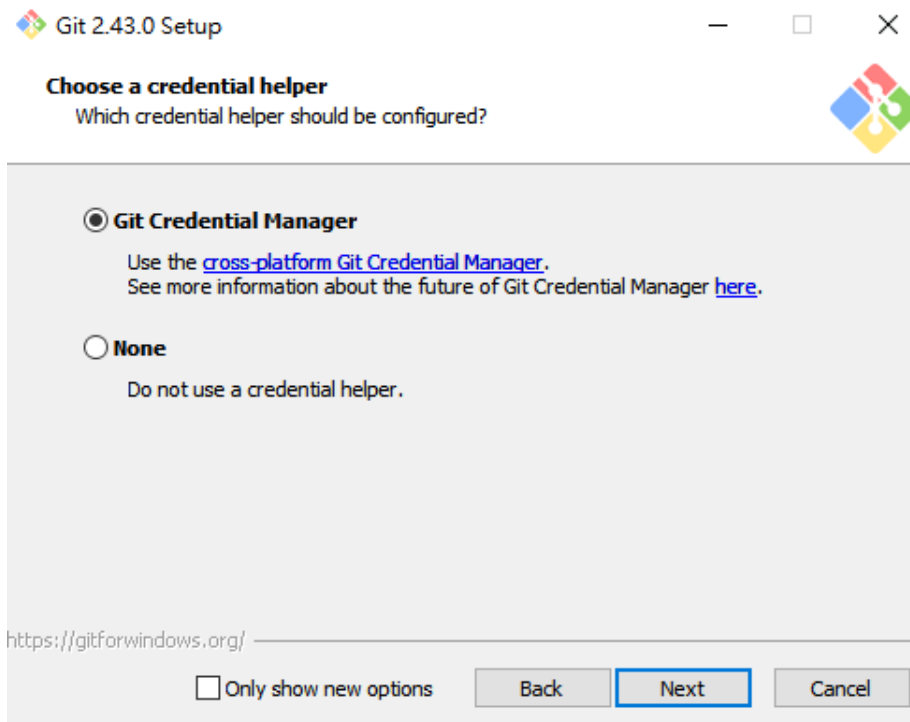 Git 2.43.0 Setup
Choose a credential helper
Which credential helper should be configured?
Git Credential Manager
Use the cross-platform Git Credential Manager.
See more information about the future of Git Credential Manager here.
None
Do not use a credential helper.
https://gitforwindows.org/
Only show new options
Back
Next
Cancel